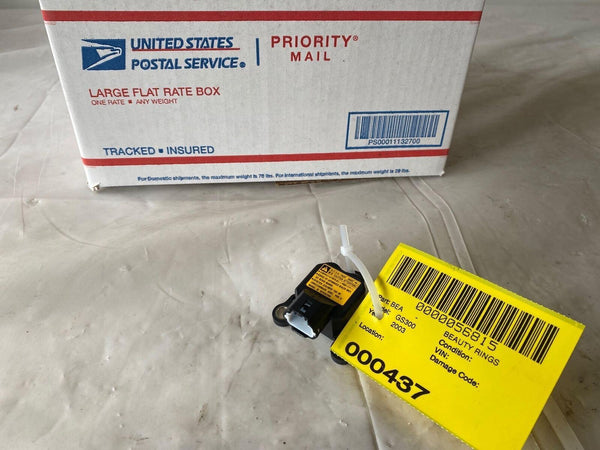 UNITED STATES
POSTAL SERVICE®
PRIORITY®
MAIL
LARGE FLAT RATE BOX
ONE RATE ■ ANY WEIGHT
TRACKED ■ INSURED
PS00011132700
For Domestic shipments, the maximum weight is 70 lbs. For International shipments, the maximum weight is 20 lbs.
0000056815
Part: BEA
BEAUTY RINGS
GS300
Condition:
2003
VIN:
Location:
Damage Code:
000437